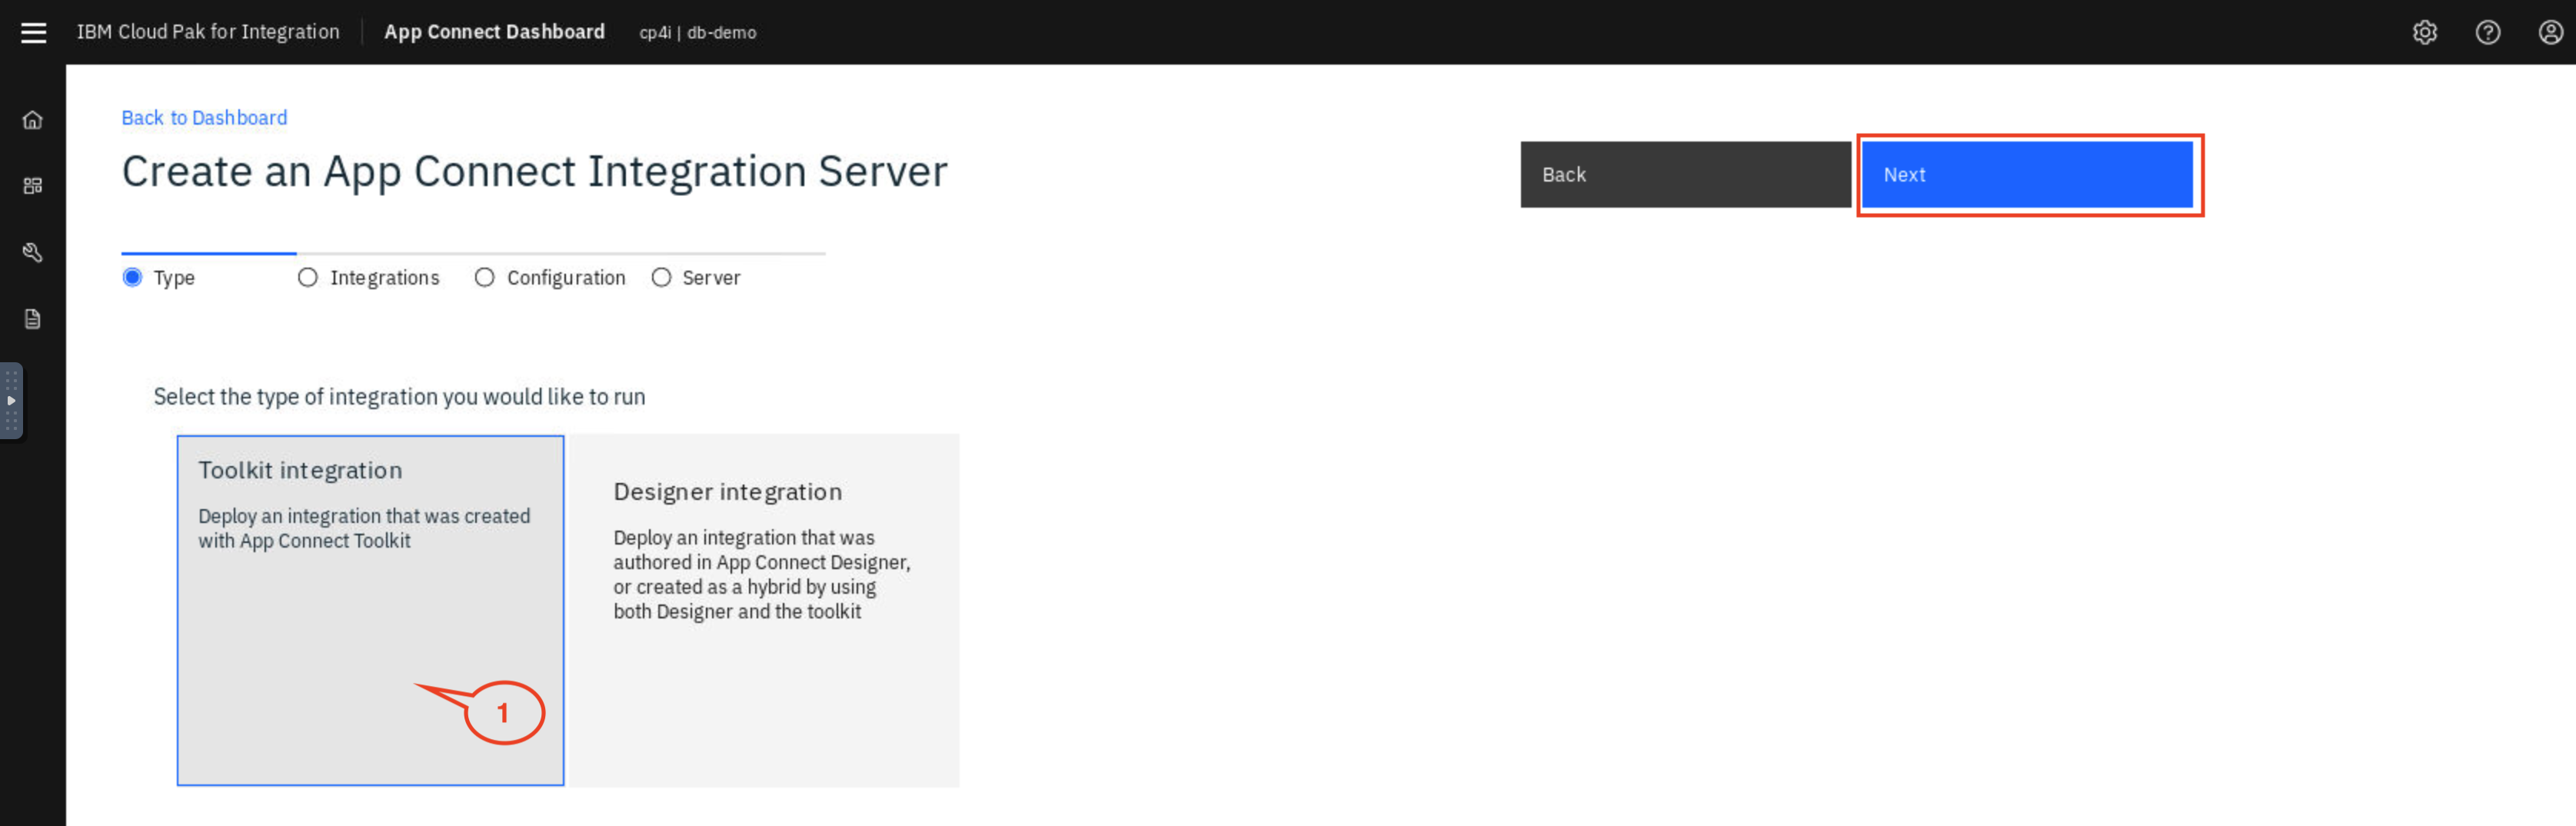 IBM Cloud Pak for Integration App Connect Dashboard cp4i | db-demo
Back to Dashboard
Create an App Connect Integration Server
Back
Next
Type
Integrations
Configuration
Server
Select the type of integration you would like to run
Toolkit integration
Deploy an integration that was created
with App Connect Toolkit
1
Designer integration
Deploy an integration that was
authored in App Connect Designer,
or created as a hybrid by using
both Designer and the toolkit